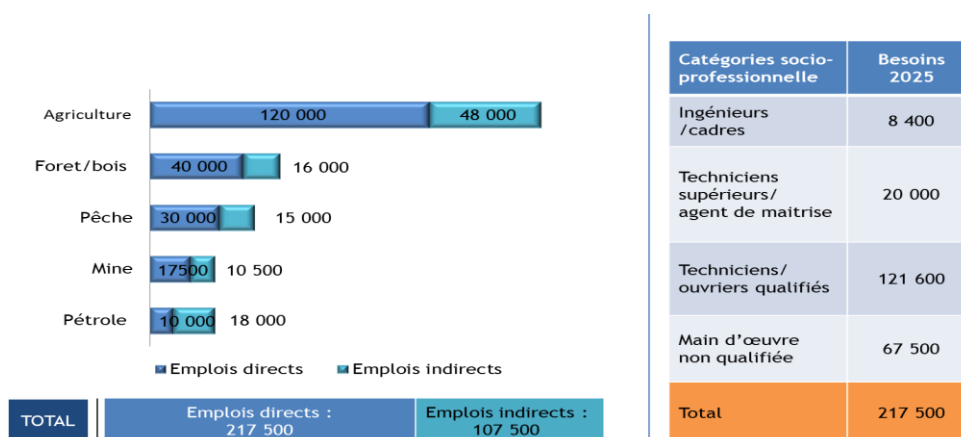 Agriculture 120 000 48 000
Foret/bois 40 000 16 000
Pêche 30 000 15 000
Mine 17500 10 500
Pétrole 10 000 18 000
Emplois directs Emplois indirects
TOTAL
Emplois directs :
217 500
Emplois indirects :
107 500
Catégories socio-
professionnelle
Besoins
2025
Ingénieurs
/cadres
8 400
Techniciens
supérieurs/
agent de maitrise
20 000
Techniciens/
ouvriers qualifiés
121 600
Main d’œuvre
non qualifiée
67 500
Total 217 500